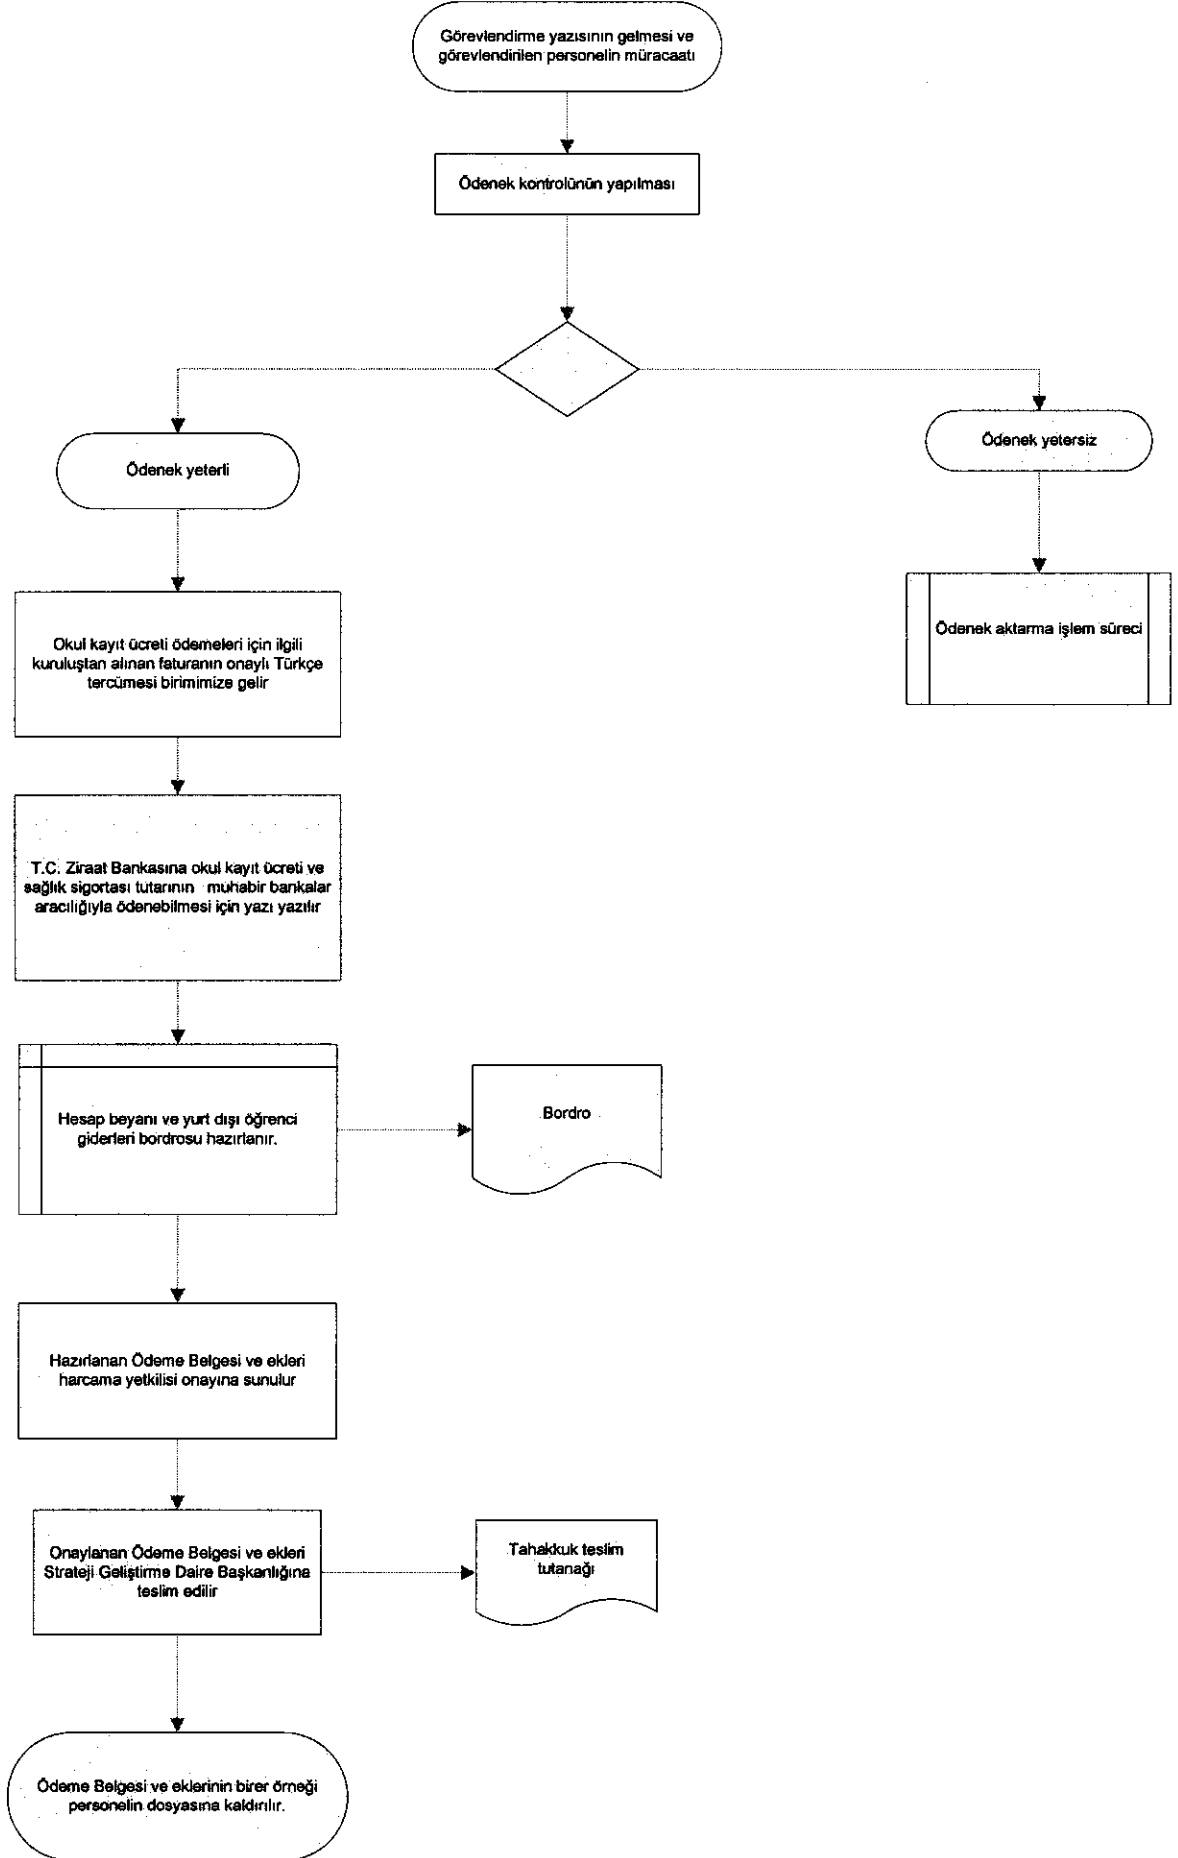 Görevlendirme yazısının gelmesi ve
görevlendirilen personelin müracaatı
Ödenek kontrolünün yapılması
Ödenek yeterli
Ödenek yetersiz
Okul kayıt ücreti ödemeleri için ilgili
kuruluştan alınan faturanın onaylı Türkçe
tercümesi birimimize gelir
Ödenek aktarma işlem süreci
T.C. Ziraat Bankasına okul kayıt ücreti ve
sağlık sigortası tutarının muhabir bankalar
aracılığıyla ödenebilmesi için yazı yazılır
Hesap beyanı ve yurt dışı öğrenci
giderleri bordrosu hazırlanır.
Bordro
Hazırlanan Ödeme Belgesi ve ekleri
harcama yetkilisi onayına sunulur
Onaylanan Ödeme Belgesi ve ekleri
Strateji Geliştirme Daire Başkanlığına
teslim edilir
Tahakkuk teslim
tutanağı
Ödeme Belgesi ve eklerinin birer örneği
personelin dosyasına kaldırılır.